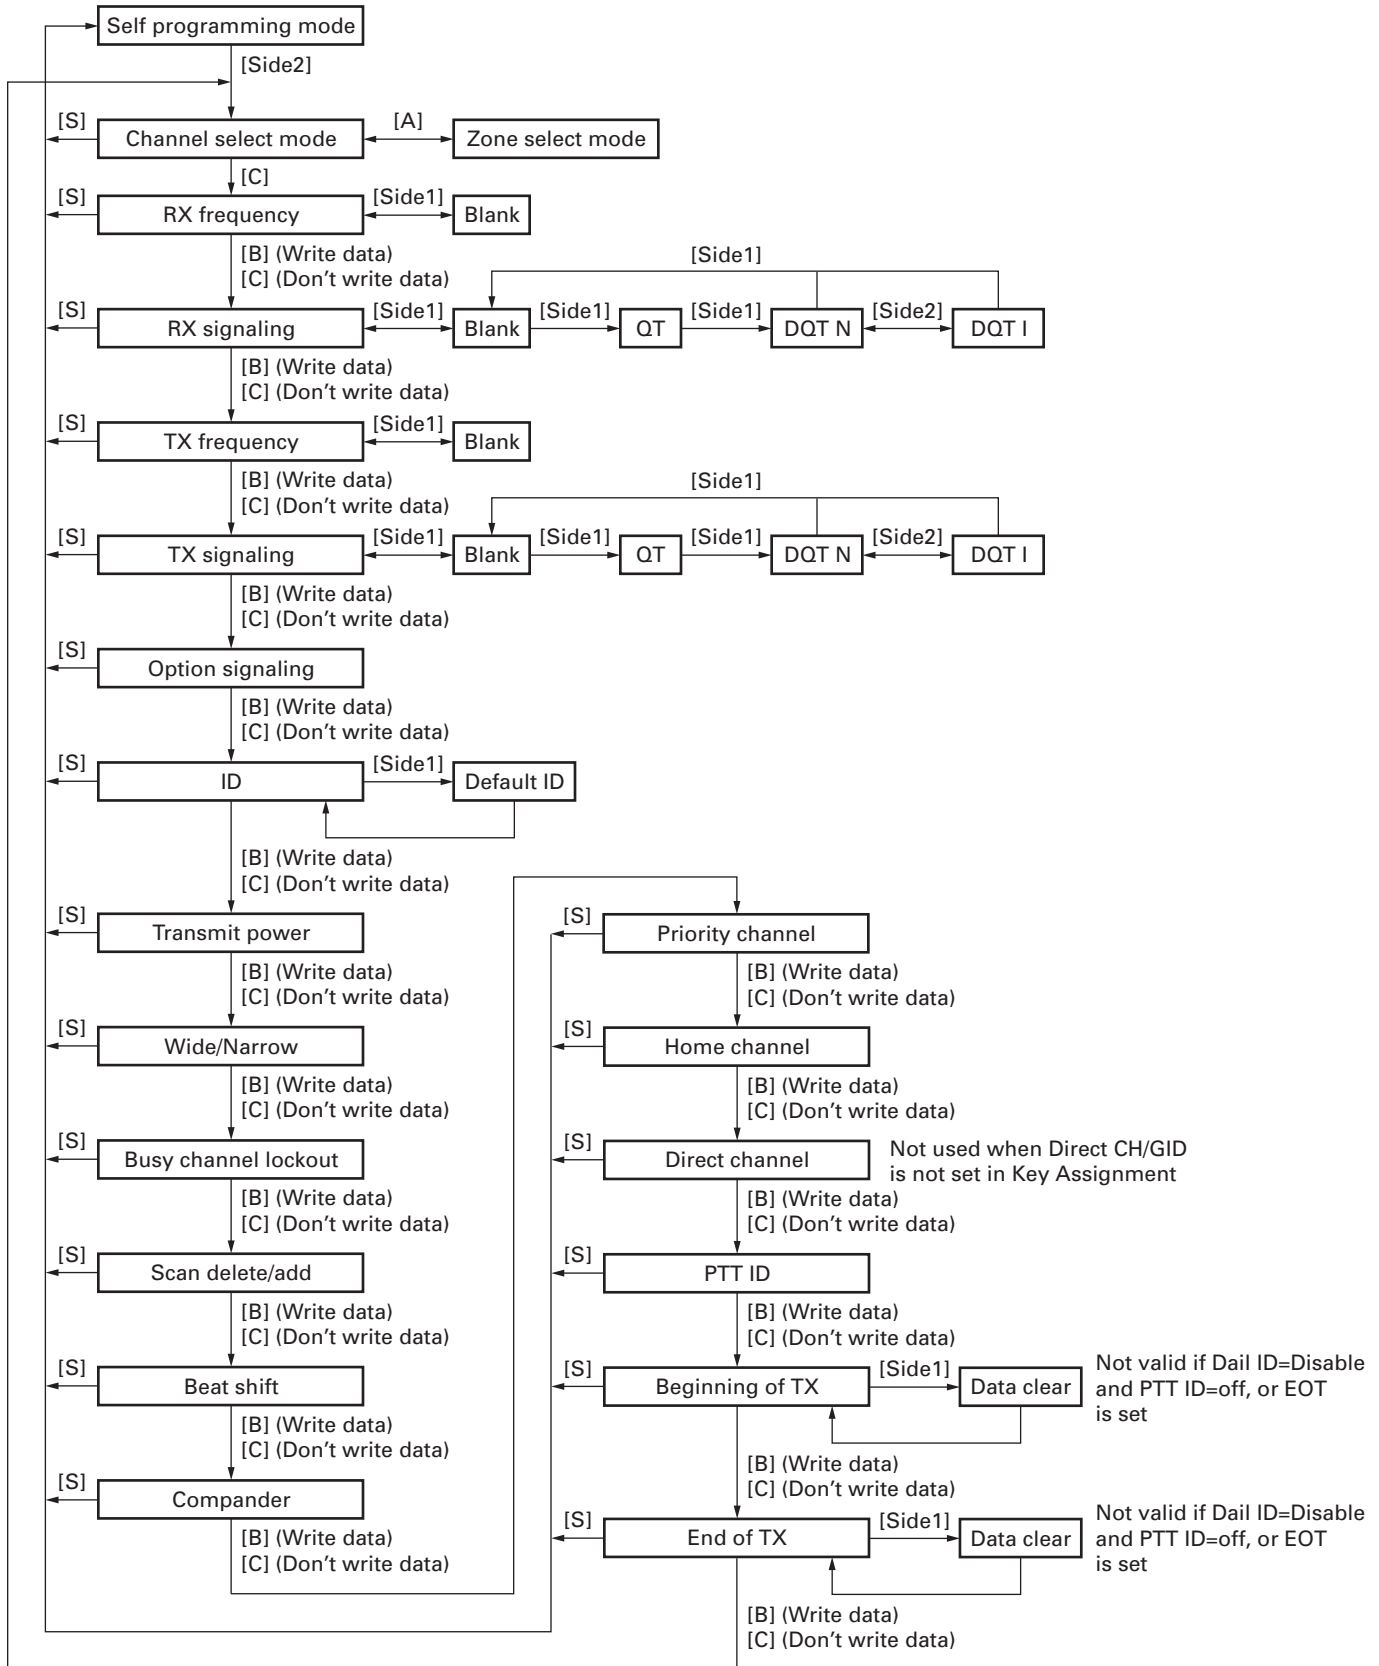 Self programming mode
[Side2]
[S]
Channel select mode
[A]
Zone select mode
[C]
[S]
RX frequency
[Side1]
Blank
[B] (Write data)
[C] (Don't write data)
[Side1]
[S]
RX signaling
[Side1]
Blank
[Side1]
QT
[Side1]
DQT N
[Side2]
DQT I
[B] (Write data)
[C] (Don't write data)
[S]
TX frequency
[Side1]
Blank
[B] (Write data)
[C] (Don't write data)
[Side1]
[S]
TX signaling
[Side1]
Blank
[Side1]
QT
[Side1]
DQT N
[Side2]
DQT I
[B] (Write data)
[C] (Don't write data)
[S]
Option signaling
[B] (Write data)
[C] (Don't write data)
[S]
ID
[Side1]
Default ID
[B] (Write data)
[C] (Don't write data)
[S]
Transmit power
[B] (Write data)
[C] (Don't write data)
[S]
Wide/Narrow
[B] (Write data)
[C] (Don't write data)
[S]
Busy channel lockout
[B] (Write data)
[C] (Don't write data)
[S]
Scan delete/add
[B] (Write data)
[C] (Don't write data)
[S]
Beat shift
[B] (Write data)
[C] (Don't write data)
[S]
Compander
[B] (Write data)
[C] (Don't write data)
[S]
Priority channel
[B] (Write data)
[C] (Don't write data)
[S]
Home channel
[B] (Write data)
[C] (Don't write data)
[S]
Direct channel
Not used when Direct CH/GID
is not set in Key Assignment
[B] (Write data)
[C] (Don't write data)
[S]
PTT ID
[B] (Write data)
[C] (Don't write data)
[S]
Beginning of TX
[Side1]
Data clear
Not valid if Dail ID=Disable
and PTT ID=off, or EOT
is set
[B] (Write data)
[C] (Don't write data)
[S]
End of TX
[Side1]
Data clear
Not valid if Dail ID=Disable
and PTT ID=off, or EOT
is set
[B] (Write data)
[C] (Don't write data)